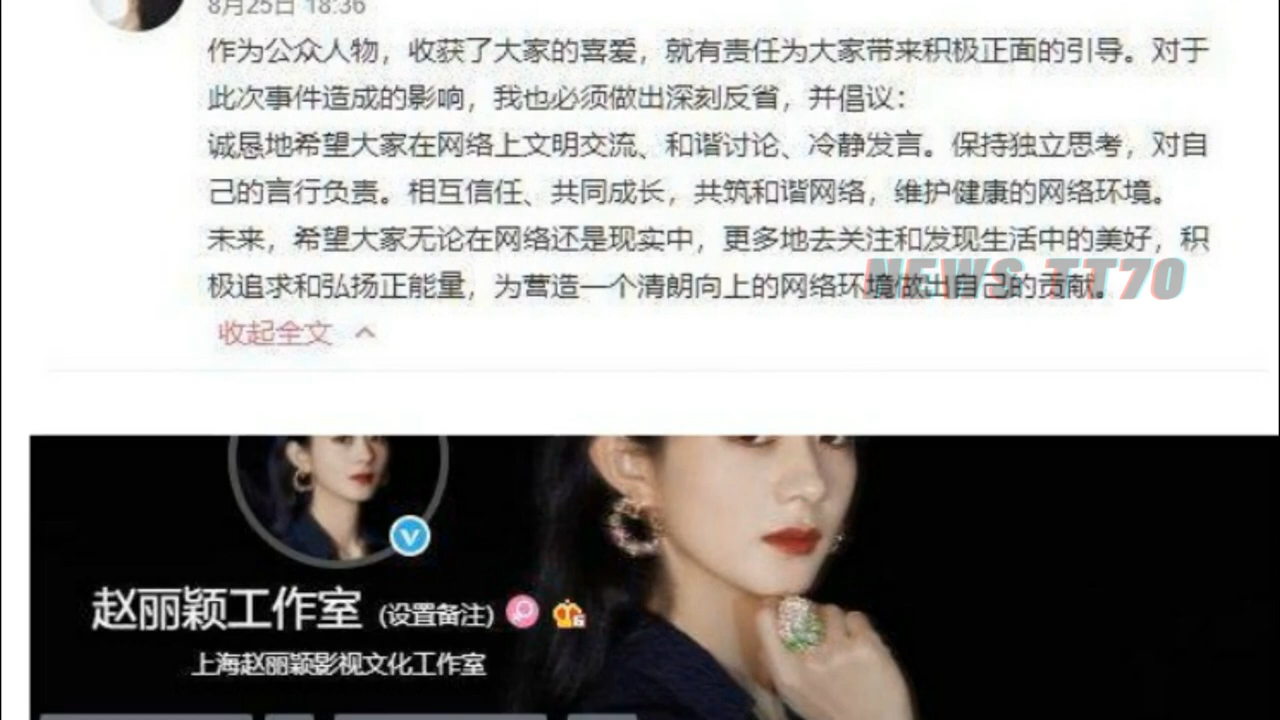 8月25日 18:36
作为公众人物，收获了大家的喜爱，就有责任为大家带来积极正面的引导。对于
此次事件造成的影响，我也必须做出深刻反省，并倡议：
诚恳地希望大家在网络上文明交流、和谐讨论、冷静发言。保持独立思考，对自
己的言行负责。相互信任、共同成长，共筑和谐网络，维护健康的网络环境。
未来，希望大家无论在网络还是现实中，更多地去关注和发现生活中的美好，积
极追求和弘扬正能量，为营造一个清朗向上的网络环境做出自己的贡献。
NEWS TT70
收起全文
赵丽颖工作室 (设置备注)
上海赵丽颖影视文化工作室